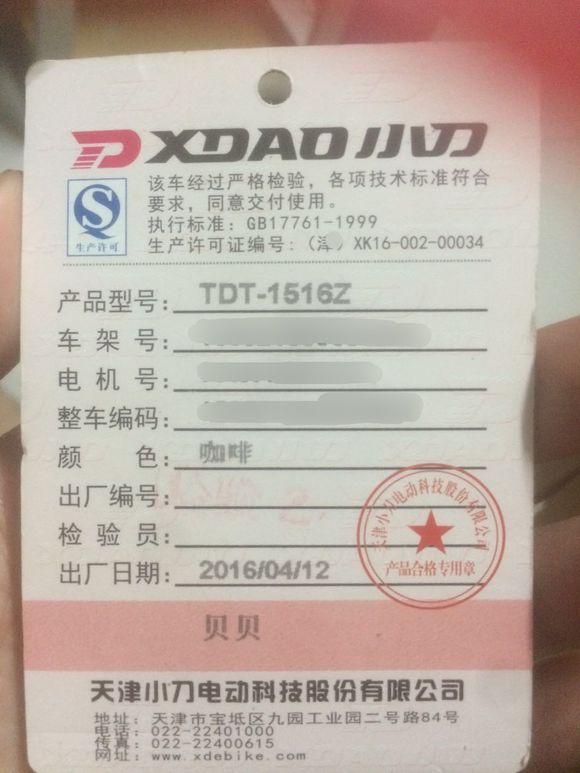 XDAO小刀
该车经过严格检验，各项技术标准符合
要求，同意交付使用。
执行标准：GB17761-1999
生产许可证编号：（津）XK16-002-00034
生产许可
产品型号：TDT-1516Z
车架号：
电机号：
整车编码：
颜色：咖啡
出厂编号：
检验员：
出厂日期：2016/04/12
天津小刀电动科技股份有限公司
产品合格专用章
贝贝
天津小刀电动科技股份有限公司
地址：天津市宝坻区九园工业园二号路84号
电话：022-22401000
传真：022-22400615
网址：www.xdebike.com